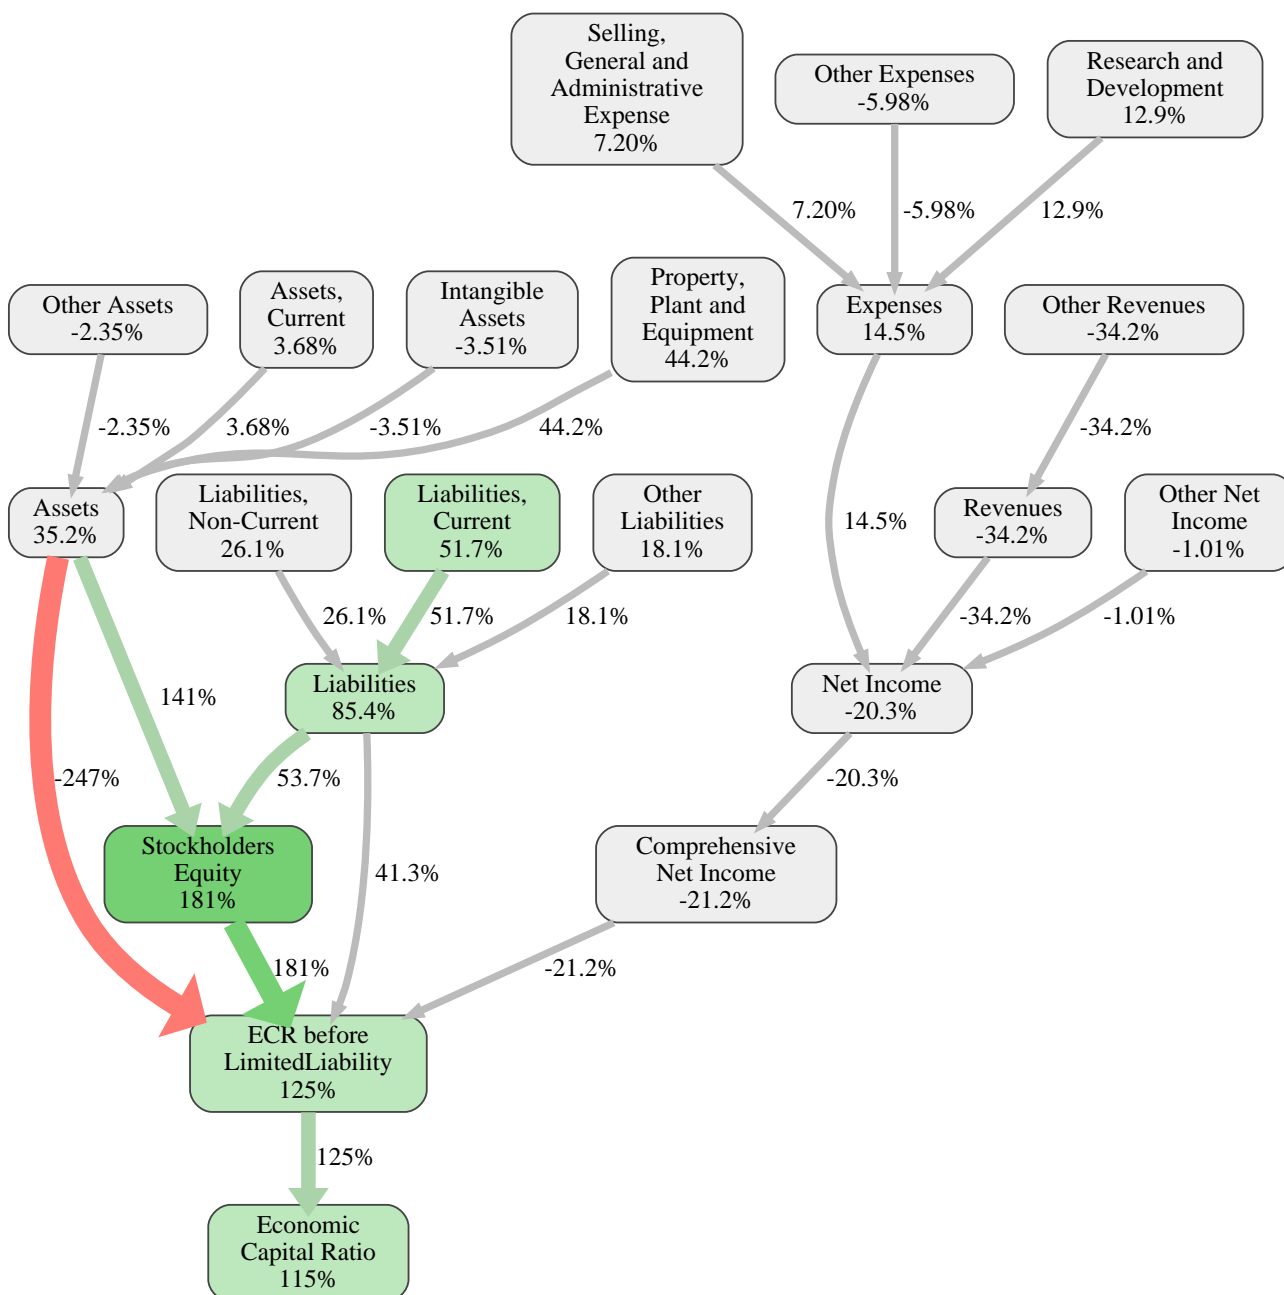 Selling,
General and
Administrative
Expense
7.20%
Other Expenses
-5.98%
Research and
Development
12.9%
7.20%
-5.98%
12.9%
Other Assets
-2.35%
Assets,
Current
3.68%
Intangible
Assets
-3.51%
Property,
Plant and
Equipment
44.2%
Expenses
14.5%
Other Revenues
-34.2%
-2.35%
3.68%
-3.51%
44.2%
-34.2%
Assets
35.2%
Liabilities,
Non-Current
26.1%
Liabilities,
Current
51.7%
Other
Liabilities
18.1%
14.5%
Revenues
-34.2%
Other Net
Income
-1.01%
26.1%
51.7%
18.1%
-34.2%
-1.01%
141%
Liabilities
85.4%
Net Income
-20.3%
-247%
53.7%
-20.3%
Stockholders
Equity
181%
41.3%
Comprehensive
Net Income
-21.2%
181%
-21.2%
ECR before
LimitedLiability
125%
125%
Economic
Capital Ratio
115%